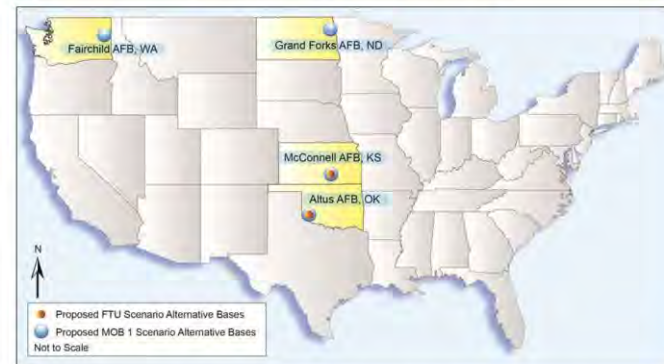 Fairchild AFB, WA
Grand Forks AFB, ND
McConnell AFB, KS
Altus AFB, OK
N
Proposed FTU Scenario Alternative Bases
Proposed MOB 1 Scenario Alternative Bases
Not to Scale